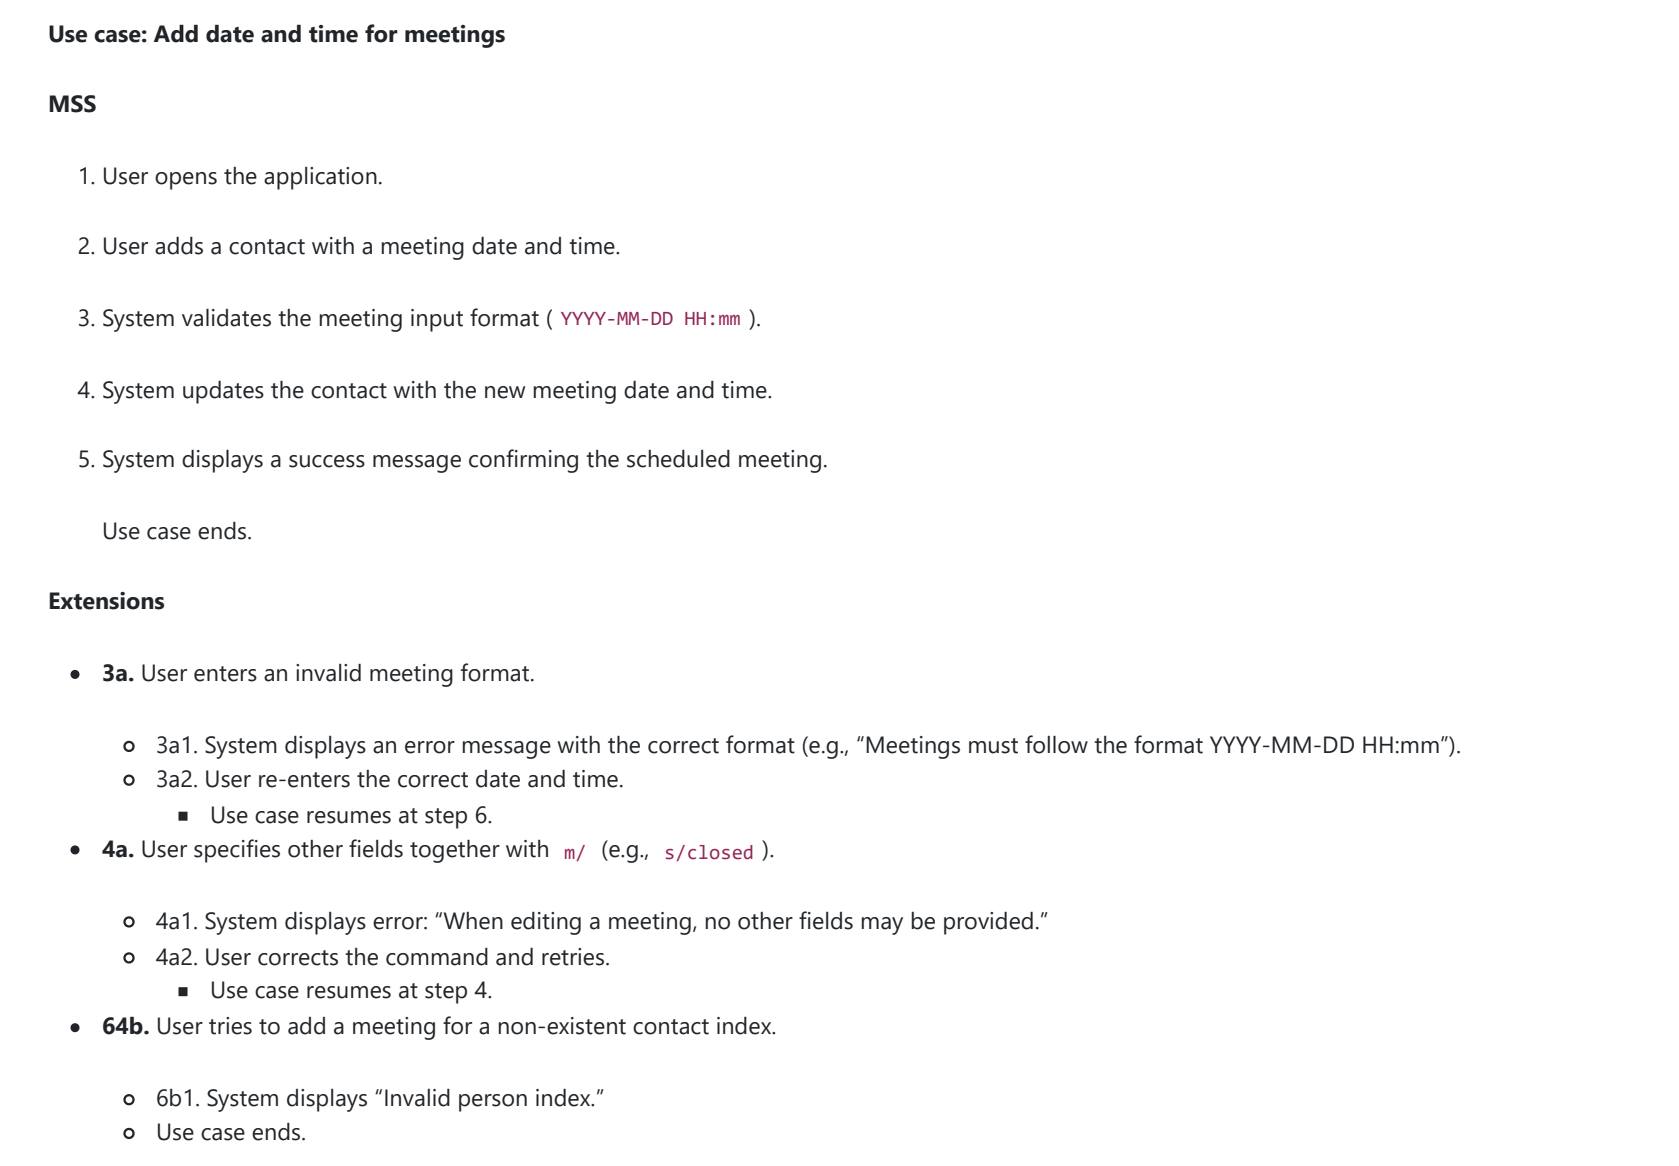 Use case: Add date and time for meetings
MSS
1. User opens the application.
2. User adds a contact with a meeting date and time.
3. System validates the meeting input format ( YYYY-MM-DD HH:mm ).
4. System updates the contact with the new meeting date and time.
5. System displays a success message confirming the scheduled meeting.
Use case ends.
Extensions
• 3a. User enters an invalid meeting format.
○ 3a1. System displays an error message with the correct format (e.g., “Meetings must follow the format YYYY-MM-DD HH:mm”).
○ 3a2. User re-enters the correct date and time.
▪ Use case resumes at step 6.
• 4a. User specifies other fields together with m/ (e.g., s/closed ).
○ 4a1. System displays error: “When editing a meeting, no other fields may be provided.”
○ 4a2. User corrects the command and retries.
▪ Use case resumes at step 4.
• 64b. User tries to add a meeting for a non-existent contact index.
○ 6b1. System displays “Invalid person index.”
○ Use case ends.